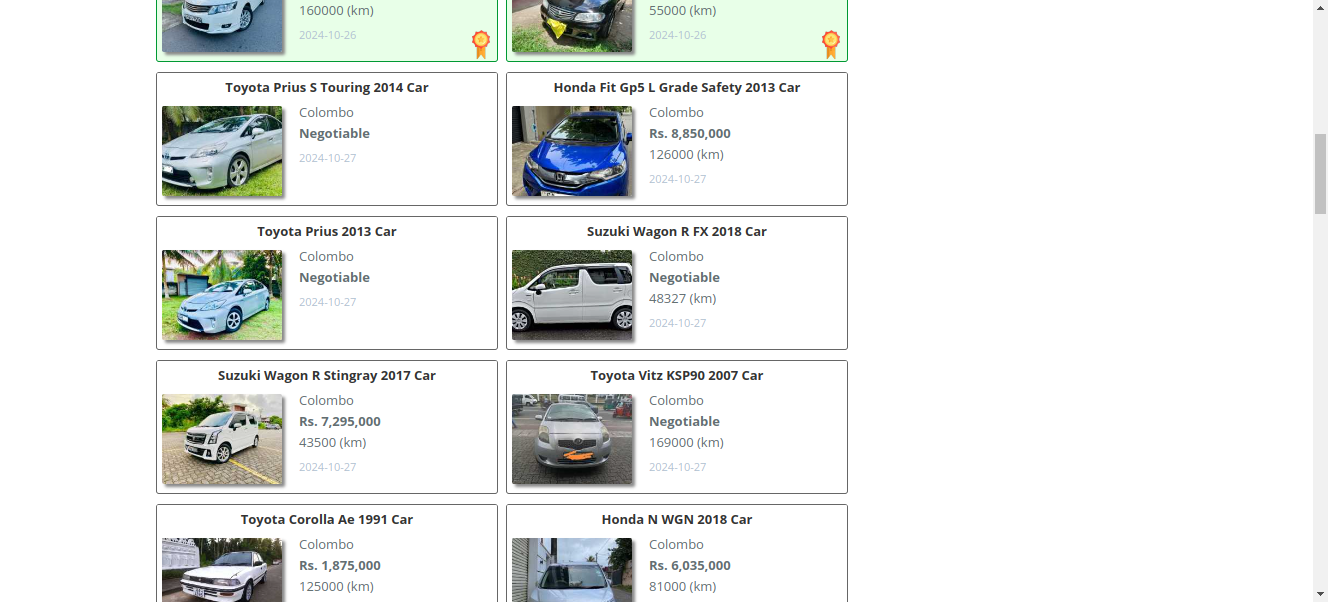 160000 (km)
2024-10-26
55000 (km)
2024-10-26
Toyota Prius S Touring 2014 Car
Colombo
Negotiable
2024-10-27
Honda Fit Gp5 L Grade Safety 2013 Car
Colombo
Rs. 8,850,000
126000 (km)
2024-10-27
Toyota Prius 2013 Car
Colombo
Negotiable
2024-10-27
Suzuki Wagon R FX 2018 Car
Colombo
Negotiable
48327 (km)
2024-10-27
Suzuki Wagon R Stingray 2017 Car
Colombo
Rs. 7,295,000
43500 (km)
2024-10-27
Toyota Vitz KSP90 2007 Car
Colombo
Negotiable
169000 (km)
2024-10-27
Toyota Corolla Ae 1991 Car
Colombo
Rs. 1,875,000
125000 (km)
Honda N WGN 2018 Car
Colombo
Rs. 6,035,000
81000 (km)